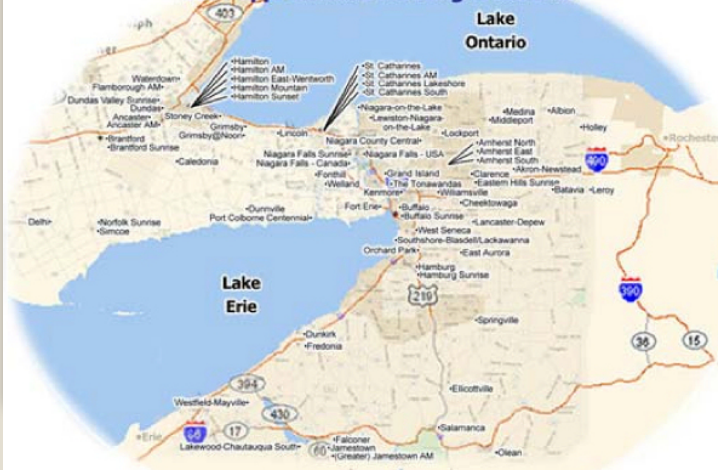 403
Lake
Ontario
•Hamilton
•Hamilton AM
•Hamilton East-Wentworth
•Hamilton Mountain
•Hamilton Sunset
•St. Catharines
•St. Catharines AM
•St. Catharines Lakeshore
•St. Catharines South
Waterdown•
Flamborough AM•
Dundas Valley Sunrise•
Dundas•
Ancaster•
Ancaster AM•
Stoney Creek•
Grimsby•
Grimsby@Noon•
•Lincoln
•Brantford
•Brantford Sunrise
•Caledonia
•Niagara-on-the-Lake
•Lewiston-Niagara-
on-the-Lake
Niagara County Central•
Niagara Falls Sunrise•
Niagara Falls - Canada•
•Niagara Falls - USA
•Lockport
•Medina
•Middleport
•Albion
•Holley
Rochester
•Amherst North
•Amherst East
•Amherst South
490
•Akron-Newstead
•Fonthill
•Welland
•Grand Island
•The Tonawandas
Kenmore•
•Clarence
•Eastern Hills Sunrise
•Williamsville
•Batavia
•Leroy
Fort Erie•
•Buffalo
•Buffalo Sunrise
•Cheektowaga
•Dunnville
Port Colborne Centennial•
Delhi•
•Norfolk Sunrise
•Simcoe
•West Seneca
•Lancaster-Depew
•Southshore-Blasdell/Lackawanna
Orchard Park•
•East Aurora
•Hamburg
•Hamburg Sunrise
Lake
Erie
219
390
•Springville
•Dunkirk
•Fredonia
36
15
394
•Ellicottville
Westfield-Mayville•
430
17
Erie
Lakewood-Chautauqua South•
60
•Falconer
•Jamestown
•(Greater) Jamestown AM
•Salamanca
•Olean